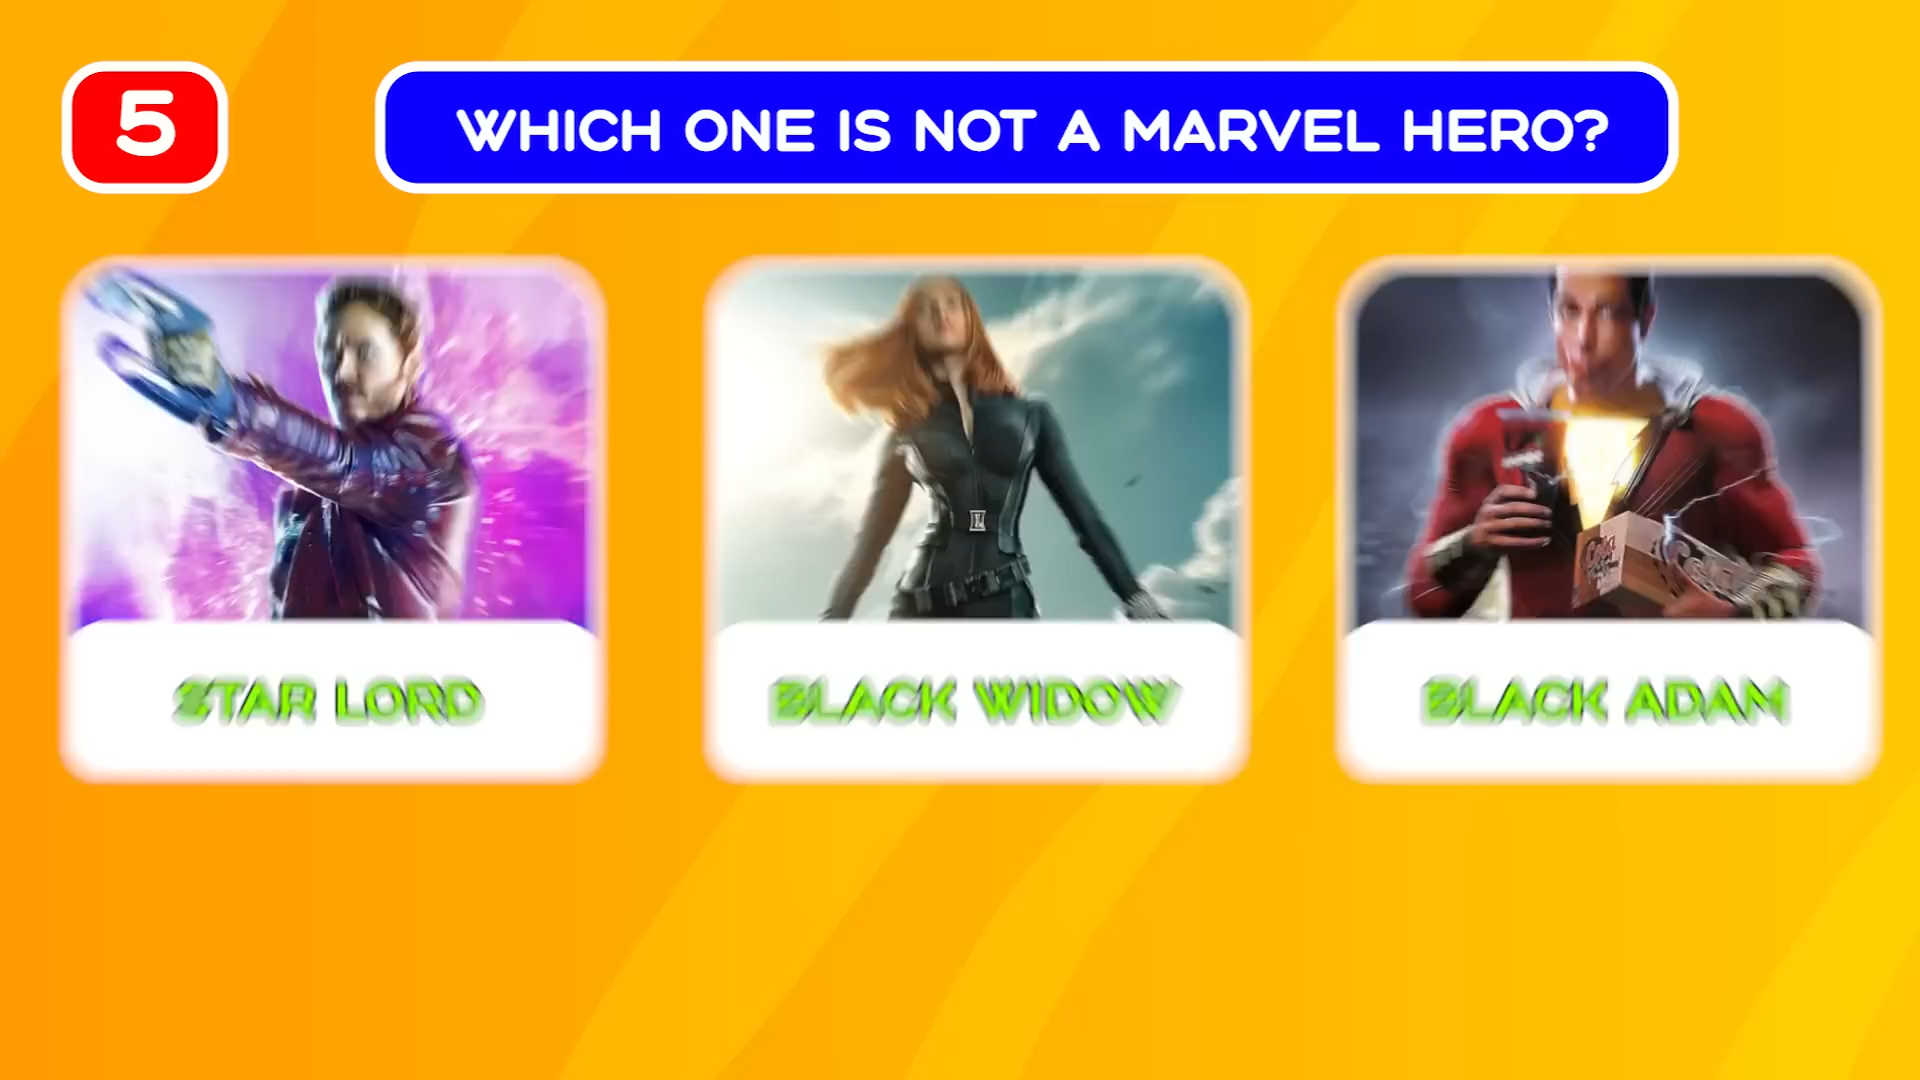 5
WHICH ONE IS NOT A MARVEL HERO?
STAR LORD
BLACK WIDOW
BLACK ADAM